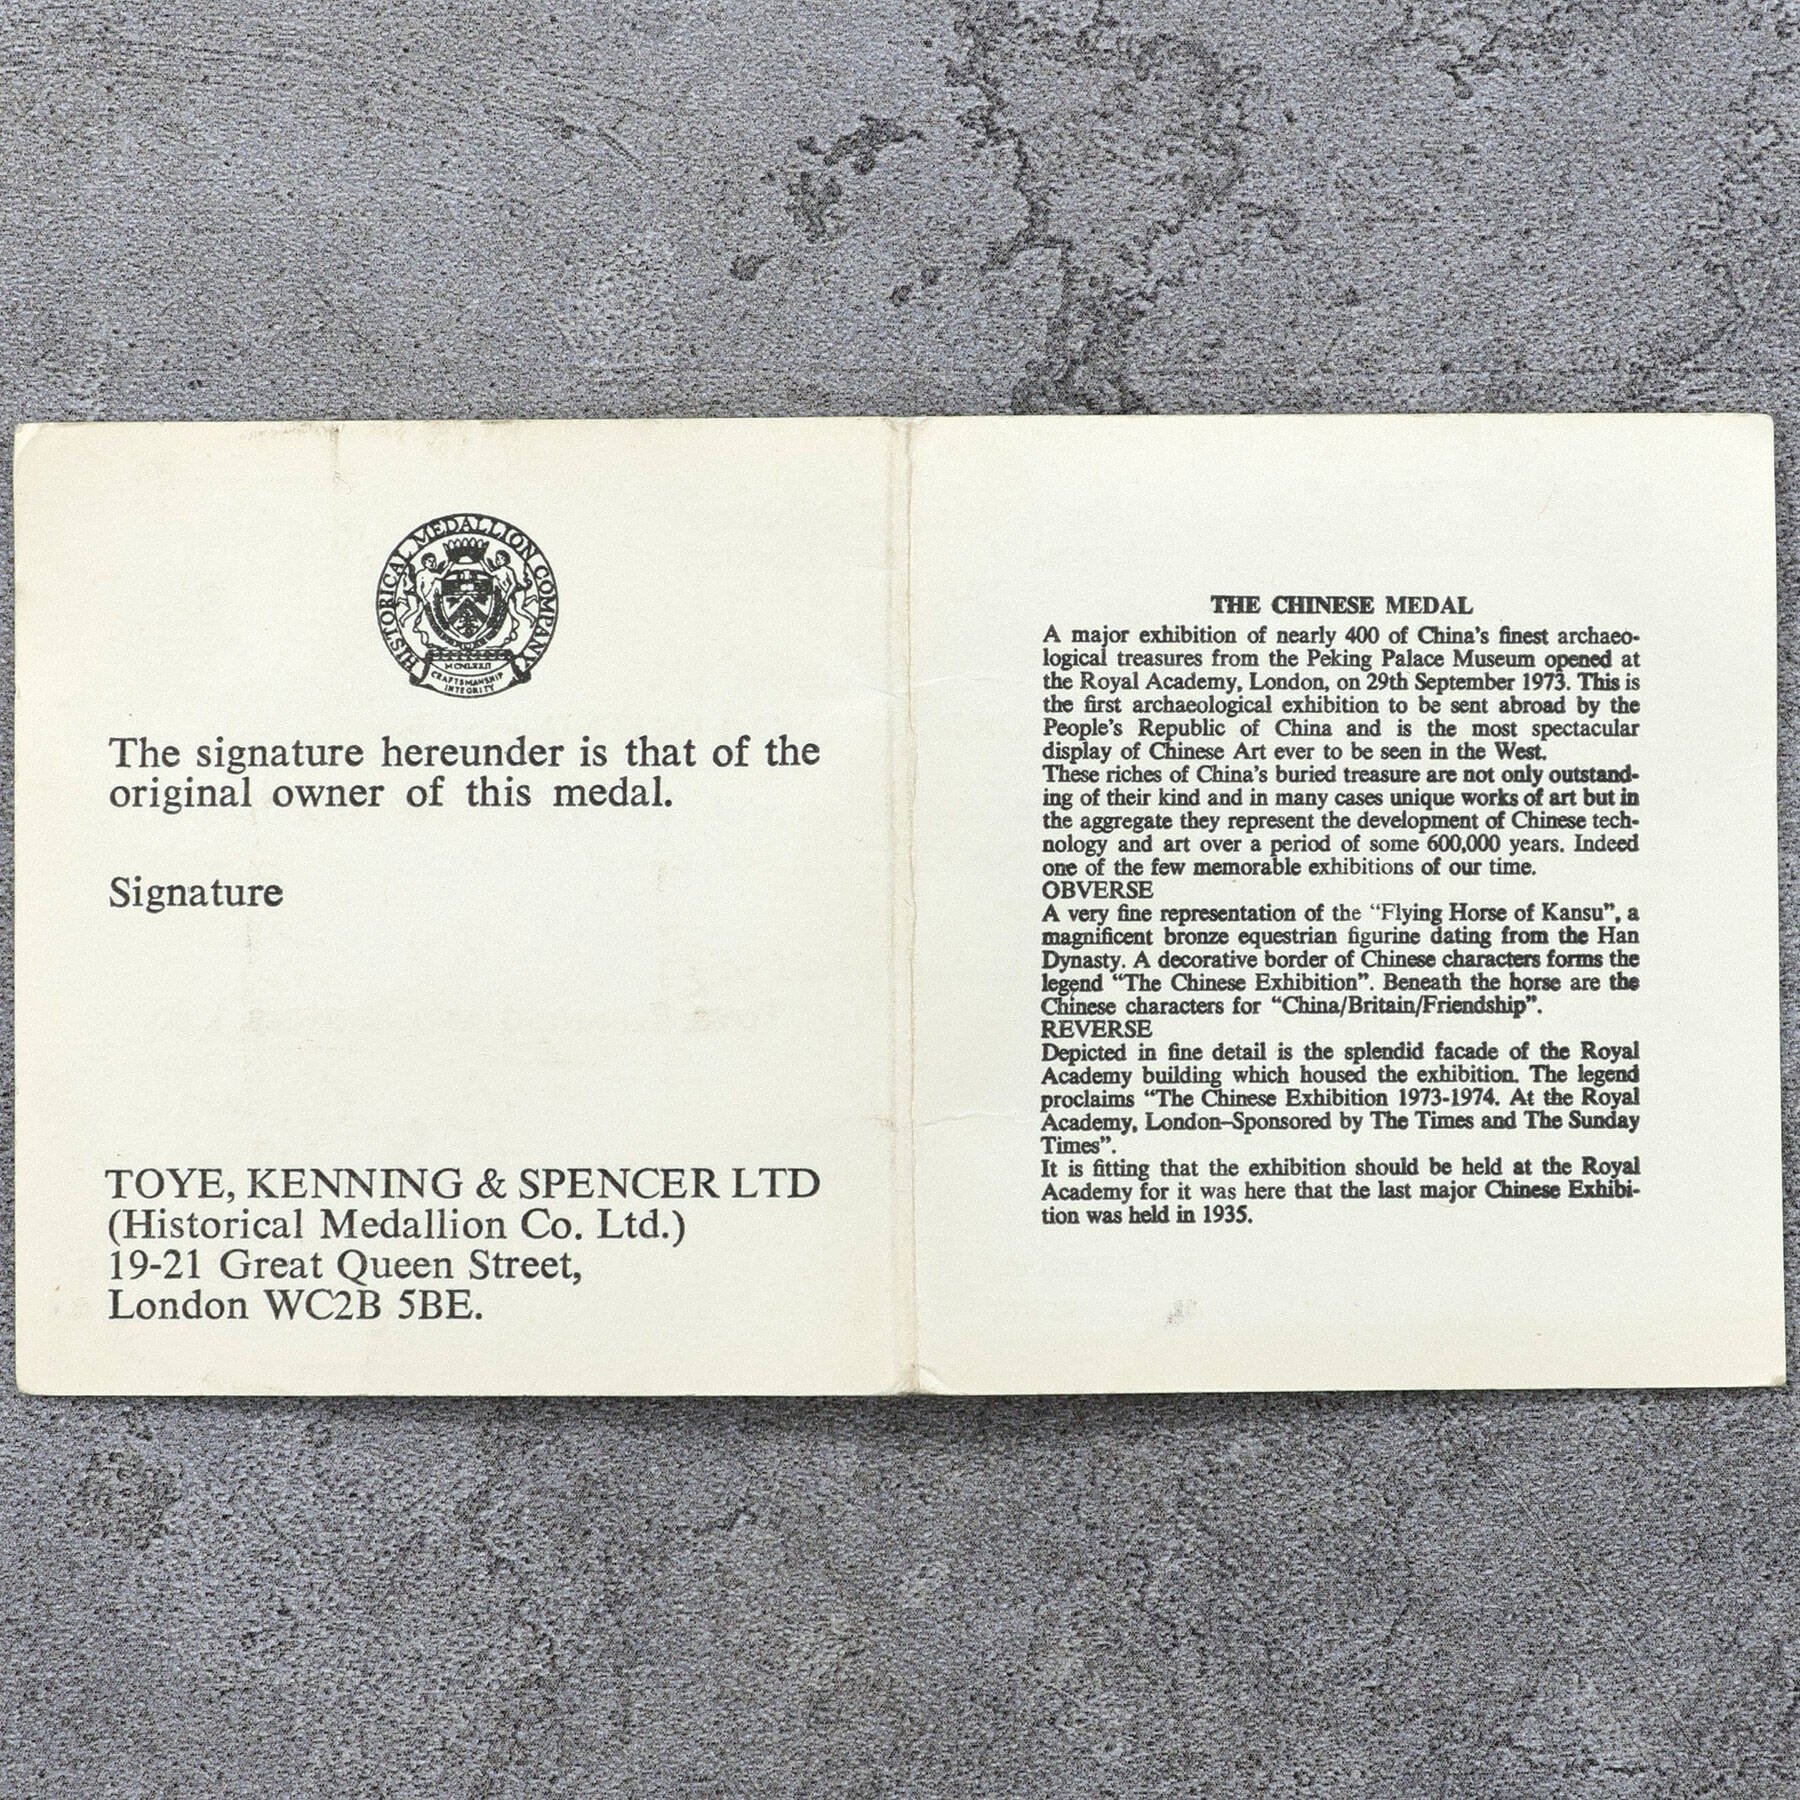 HISTORICAL MEDALLION COMPANY
MCMLXXII
CRAFTSMANSHIP
INTEGRITY
The signature hereunder is that of the
original owner of this medal.
Signature
TOYE, KENNING & SPENCER LTD
(Historical Medallion Co. Ltd.)
19-21 Great Queen Street,
London WC2B 5BE.
THE CHINESE MEDAL
A major exhibition of nearly 400 of China's finest archaeo-
logical treasures from the Peking Palace Museum opened at
the Royal Academy, London, on 29th September 1973. This is
the first archaeological exhibition to be sent abroad by the
People's Republic of China and is the most spectacular
display of Chinese Art ever to be seen in the West.
These riches of China's buried treasure are not only outstand-
ing of their kind and in many cases unique works of art but in
the aggregate they represent the development of Chinese tech-
nology and art over a period of some 600,000 years. Indeed
one of the few memorable exhibitions of our time.
OBVERSE
A very fine representation of the "Flying Horse of Kansu", a
magnificent bronze equestrian figurine dating from the Han
Dynasty. A decorative border of Chinese characters forms the
legend "The Chinese Exhibition". Beneath the horse are the
Chinese characters for "China/Britain/Friendship".
REVERSE
Depicted in fine detail is the splendid facade of the Royal
Academy building which housed the exhibition. The legend
proclaims "The Chinese Exhibition 1973-1974. At the Royal
Academy, London–Sponsored by The Times and The Sunday
Times".
It is fitting that the exhibition should be held at the Royal
Academy for it was here that the last major Chinese Exhibi-
tion was held in 1935.